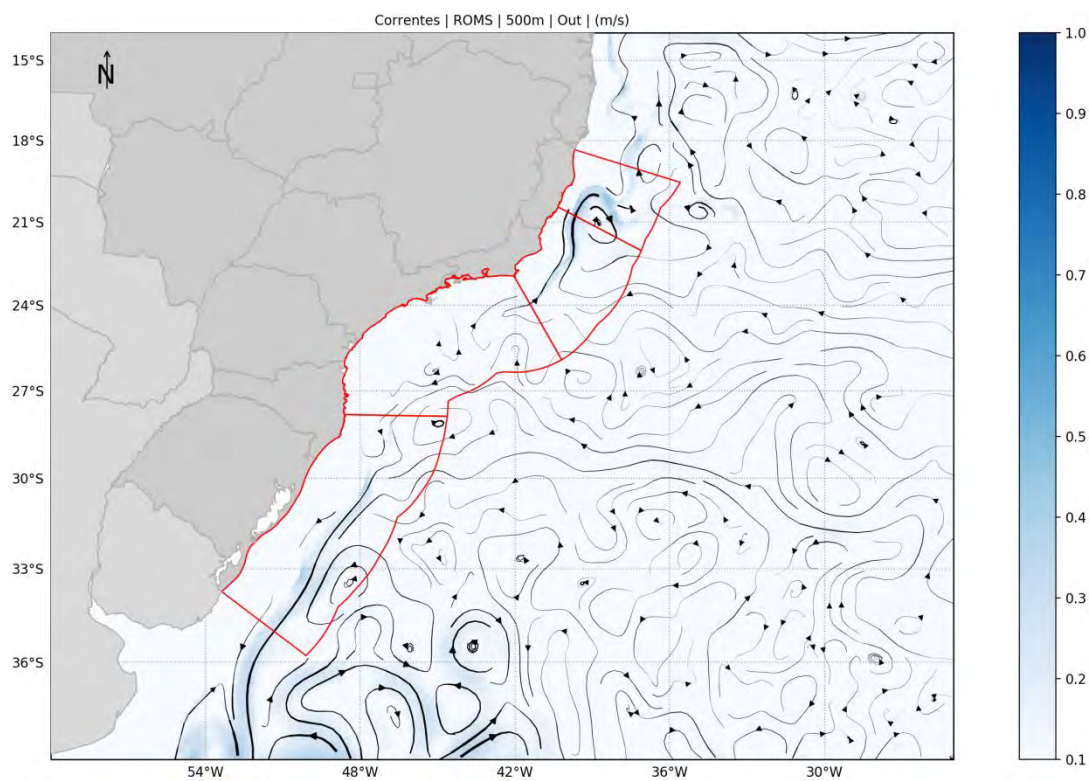 Correntes | ROMS | 500m | Out | (m/s)
N
15°S
18°S
21°S
24°S
27°S
30°S
33°S
36°S
54°W
48°W
42°W
36°W
30°W
1.0
0.9
0.8
0.7
0.6
0.5
0.4
0.3
0.2
0.1